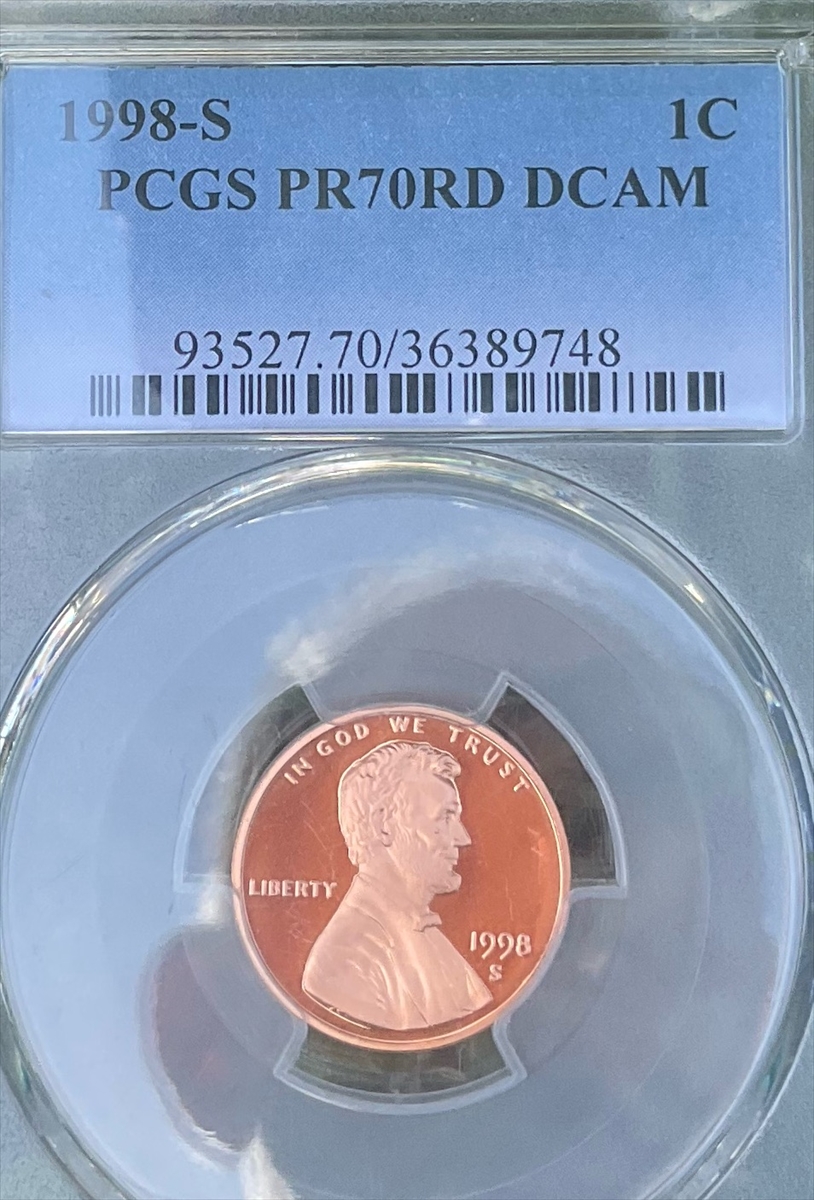 1998-S 1C
PCGS PR70RD DCAM
93527.70/36389748
IN GOD WE TRUST
LIBERTY
1998
S